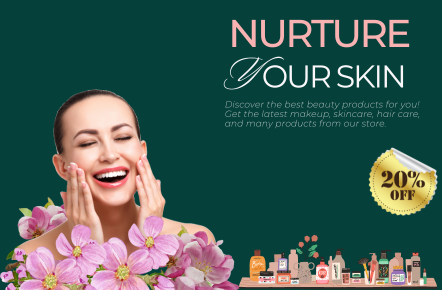 NURTURE
YOUR SKIN
Discover the best beauty products for you!
Get the latest makeup, skincare, hair care,
and many products from our store.
20%
OFF